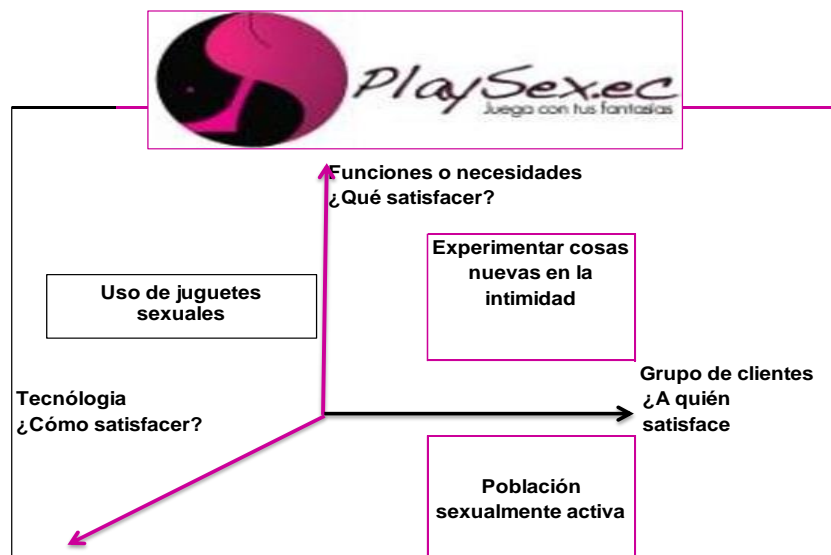 PlaySex.ec
Juega con tus fantasías
Funciones o necesidades
¿Qué satisfacer?
Experimentar cosas
nuevas en la
intimidad
Uso de juguetes
sexuales
Grupo de clientes
¿A quién
satisface
Tecnólogia
¿Cómo satisfacer?
Población
sexualmente activa